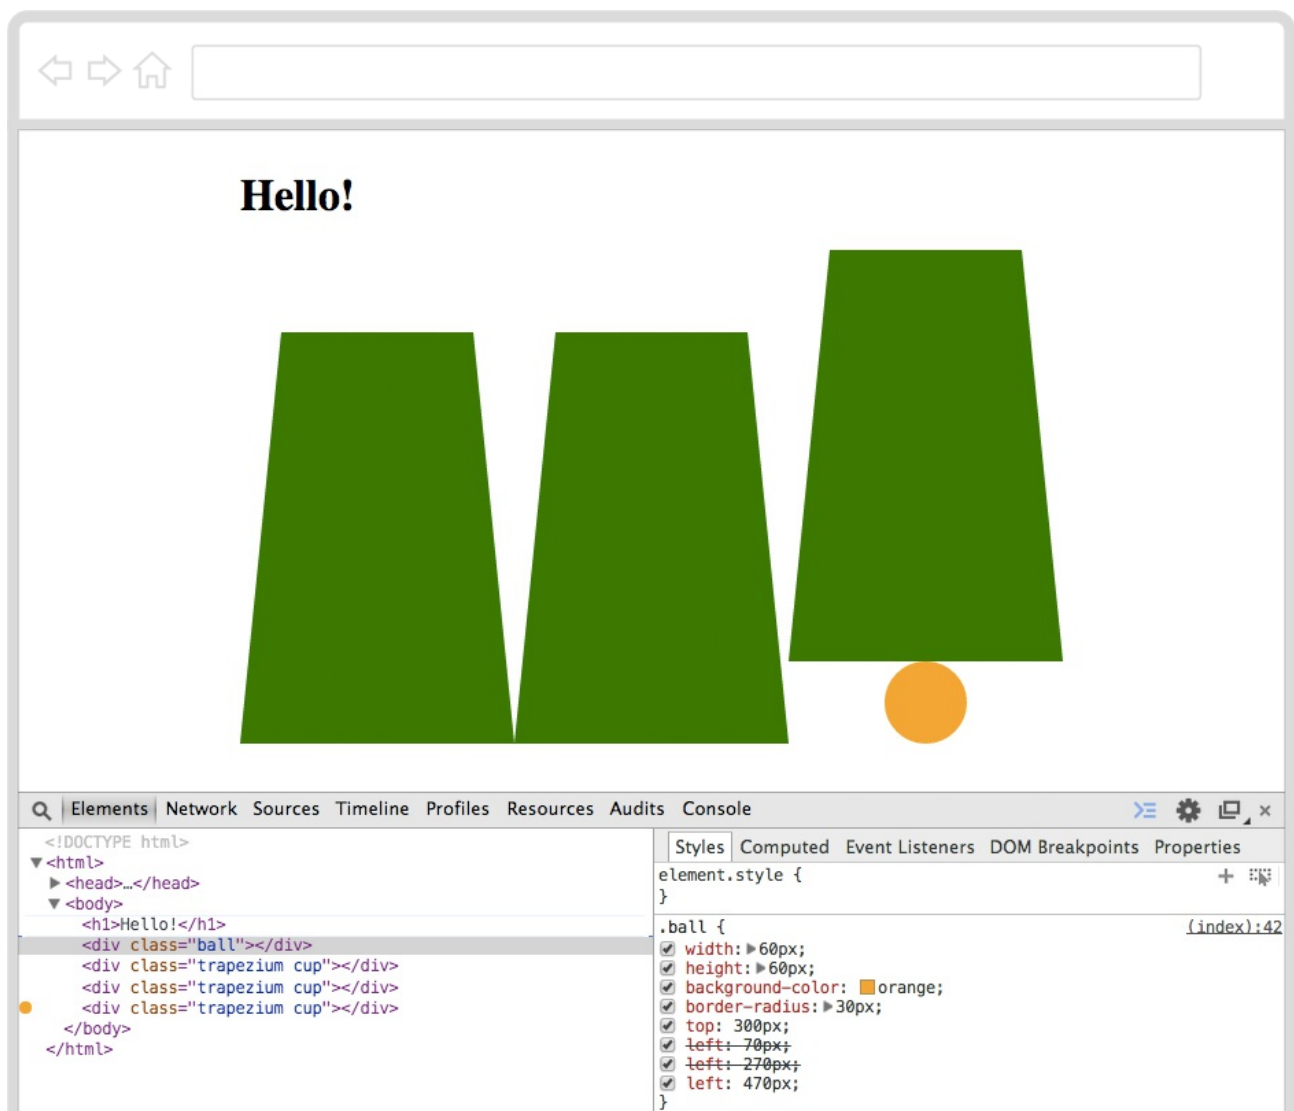 Hello!
Elements Network Sources Timeline Profiles Resources Audits Console
<!DOCTYPE html>
▼<html>
▶<head>…</head>
▼<body>
<h1>Hello!</h1>
<div class="ball"></div>
<div class="trapezium cup"></div>
<div class="trapezium cup"></div>
<div class="trapezium cup"></div>
</body>
</html>
Styles Computed Event Listeners DOM Breakpoints Properties
element.style {
}
.ball { (index):42
width:▶60px;
height:▶60px;
background-color: orange;
border-radius:▶30px;
top: 300px;
left: 70px;
left: 270px;
left: 470px;
}